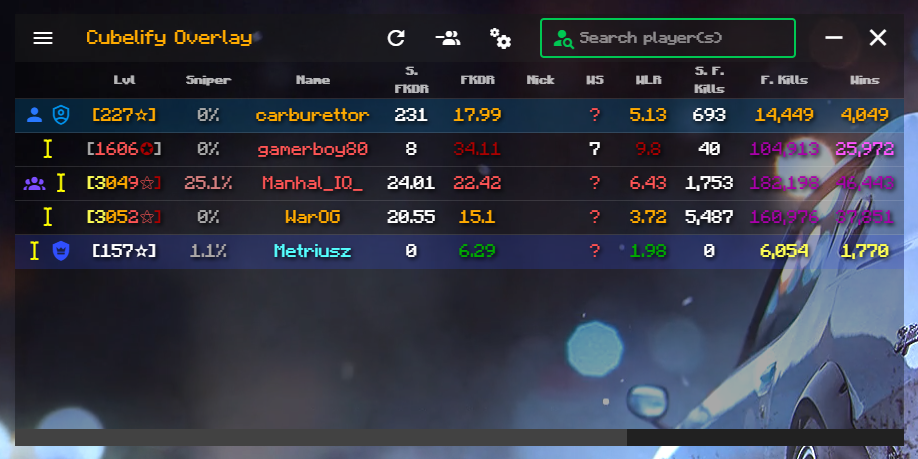 Cubelify Overlay Search player(s)
Lvl Sniper Name S. FKDR FKDR Nick WS WLR S. F. Kills F. Kills Wins
[227☆] 0% carburettor 231 17.99 ? 5.13 693 14,449 4,049
[1606✪] 0% gamerboy80 8 34.11 7 9.8 40 104,913 25,972
[3049☆] 25.1% Manhal_IQ_ 24.01 22.42 ? 6.43 1,753 182,198 46,443
[3052☆] 0% WarOG 20.55 15.1 ? 3.72 5,487 160,976 37,851
[157☆] 1.1% Metriusz 0 6.29 ? 1.98 0 6,054 1,770